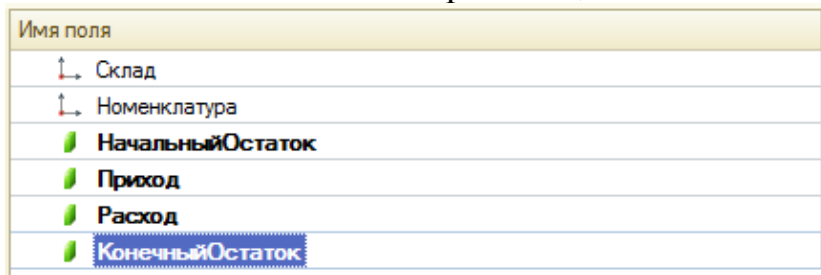 Имя поля
Склад
Номенклатура
НачальныйОстаток
Приход
Расход
КонечныйОстаток